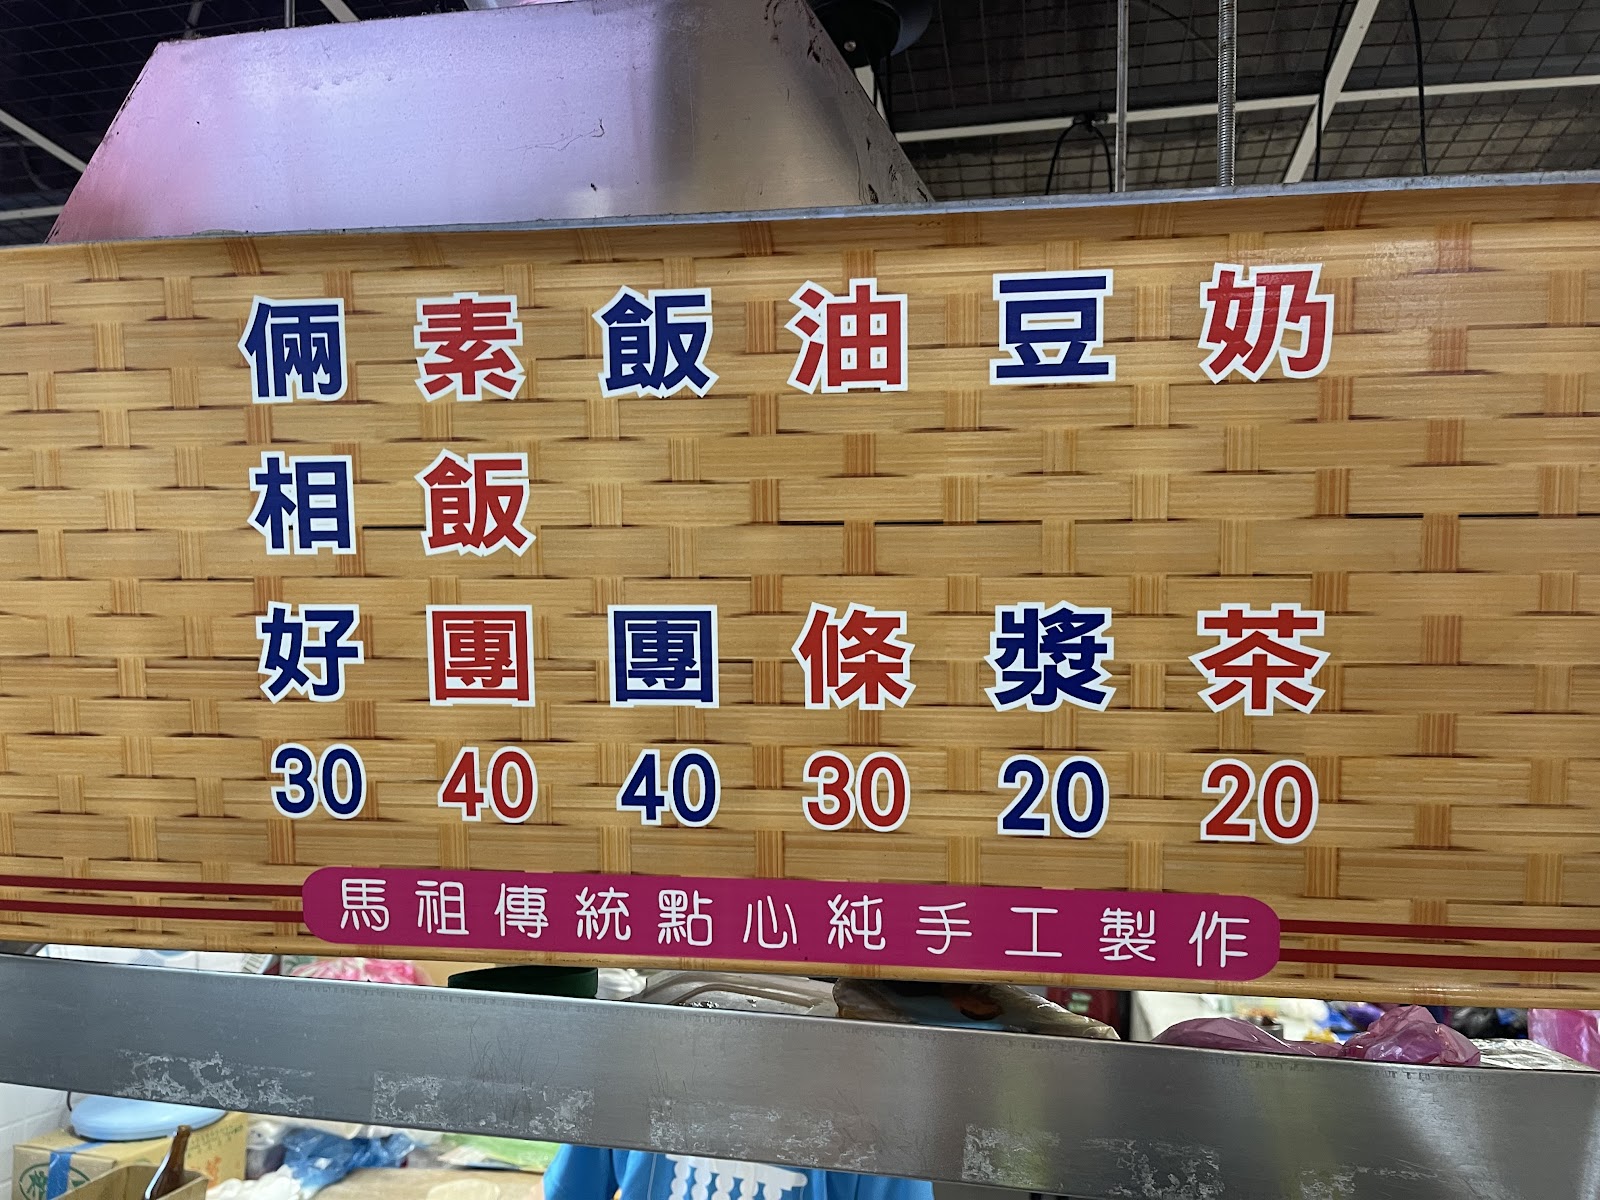 倆相好 30
素飯團 40
飯團 40
油條 30
豆漿 20
奶茶 20
馬祖傳統點心純手工製作